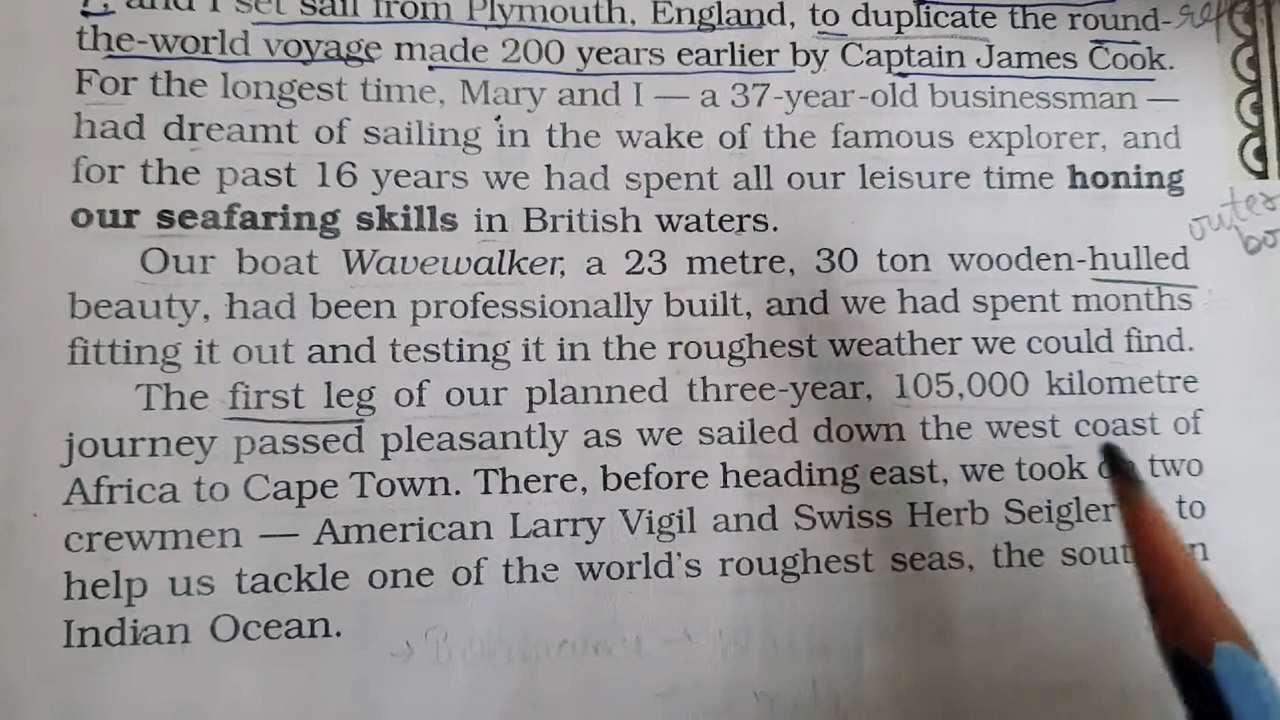 7, and I set sail from Plymouth, England, to duplicate the round-
the-world voyage made 200 years earlier by Captain James Cook.
For the longest time, Mary and I — a 37-year-old businessman —
had dreamt of sailing in the wake of the famous explorer, and
for the past 16 years we had spent all our leisure time honing
our seafaring skills in British waters.
outer
Our boat Wavewalker, a 23 metre, 30 ton wooden-hulled
beauty, had been professionally built, and we had spent months
fitting it out and testing it in the roughest weather we could find.
The first leg of our planned three-year, 105,000 kilometre
journey passed pleasantly as we sailed down the west coast of
Africa to Cape Town. There, before heading east, we took two
crewmen — American Larry Vigil and Swiss Herb Seigler to
help us tackle one of the world's roughest seas, the
Indian Ocean.